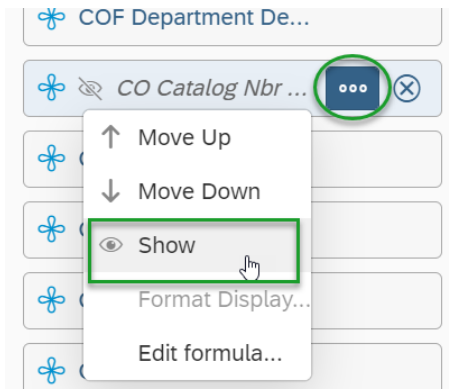 COF Department De...
CO Catalog Nbr ...
Move Up
Move Down
Show
Format Display...
Edit formula...